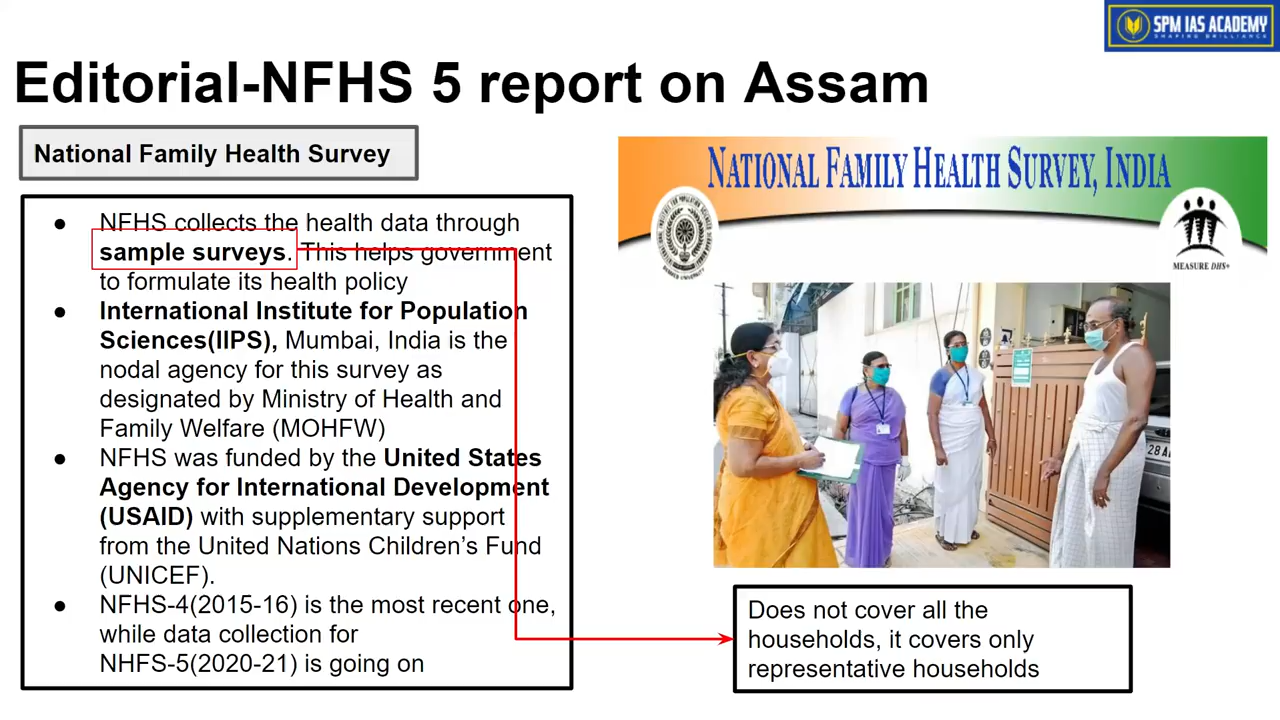 SPM IAS ACADEMY
SHAPING BRILLIANCE
Editorial-NFHS 5 report on Assam
National Family Health Survey
● NFHS collects the health data through
sample surveys. This helps government
to formulate its health policy
● International Institute for Population
Sciences(IIPS), Mumbai, India is the
nodal agency for this survey as
designated by Ministry of Health and
Family Welfare (MOHFW)
● NFHS was funded by the United States
Agency for International Development
(USAID) with supplementary support
from the United Nations Children’s Fund
(UNICEF).
● NFHS-4(2015-16) is the most recent one,
while data collection for
NHFS-5(2020-21) is going on
NATIONAL FAMILY HEALTH SURVEY, INDIA
MEASURE DHS+
28
Does not cover all the
households, it covers only
representative households